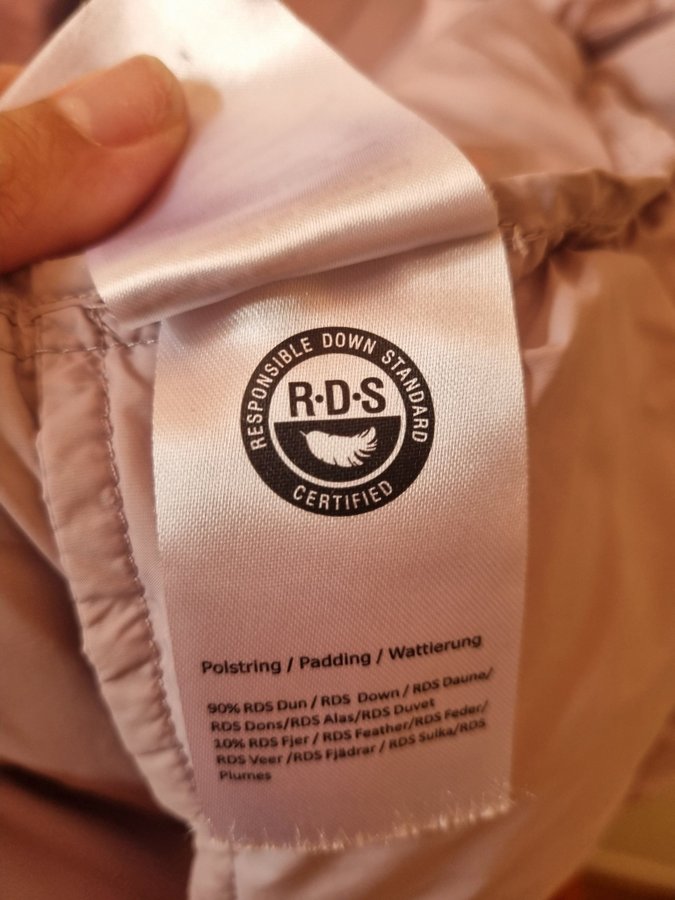 RESPONSIBLE DOWN STANDARD
R·D·S
CERTIFIED
Polstring / Padding / Wattierung
90% RDS Dun / RDS Down / RDS Daune/
RDS Dons/RDS Alas/RDS Duvet
10% RDS Fjer / RDS Feather/RDS Feder/
RDS Veer /RDS Fjädrar / RDS Sulka/RDS
Plumes